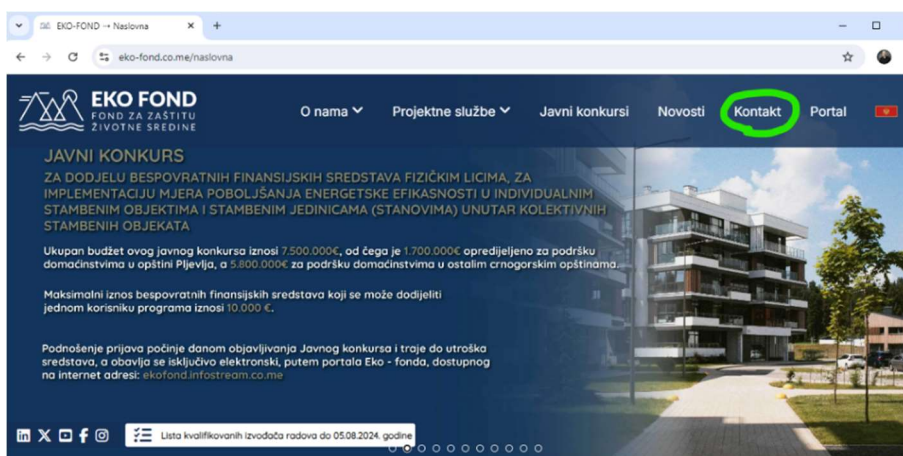 EKO-FOND → Naslovna
eko-fond.co.me/naslovna
EKO FOND
FOND ZA ZAŠTITU
ŽIVOTNE SREDINE
O nama
Projektne službe
Javni konkursi
Novosti
Kontakt
Portal
JAVNI KONKURS
ZA DODJELU BESPOVRATNIH FINANSIJSKIH SREDSTAVA FIZIČKIM LICIMA, ZA
IMPLEMENTACIJU MJERA POBOLJŠANJA ENERGETSKE EFIKASNOSTI U INDIVIDUALNIM
STAMBENIM OBJEKTIMA I STAMBENIM JEDINICAMA (STANOVIMA) UNUTAR KOLEKTIVNIH
STAMBENIH OBJEKATA
Ukupan budžet ovog javnog konkursa iznosi 7.500.000€, od čega je 1.700.000€ opredijeljeno za podršku
domaćinstvima u opštini Pljevlja, a 5.800.000€ za podršku domaćinstvima u ostalim crnogorskim opštinama.
Maksimalni iznos bespovratnih finansijskih sredstava koji se može dodijeliti
jednom korisniku programa iznosi 10.000 €.
Podnošenje prijava počinje danom objavljivanja Javnog konkursa i traje do utroška
sredstava, a obavlja se isključivo elektronski, putem portala Eko - fonda, dostupnog
na internet adresi: ekofond.infostream.co.me
Lista kvalifikovanih izvođača radova do 05.08.2024. godine